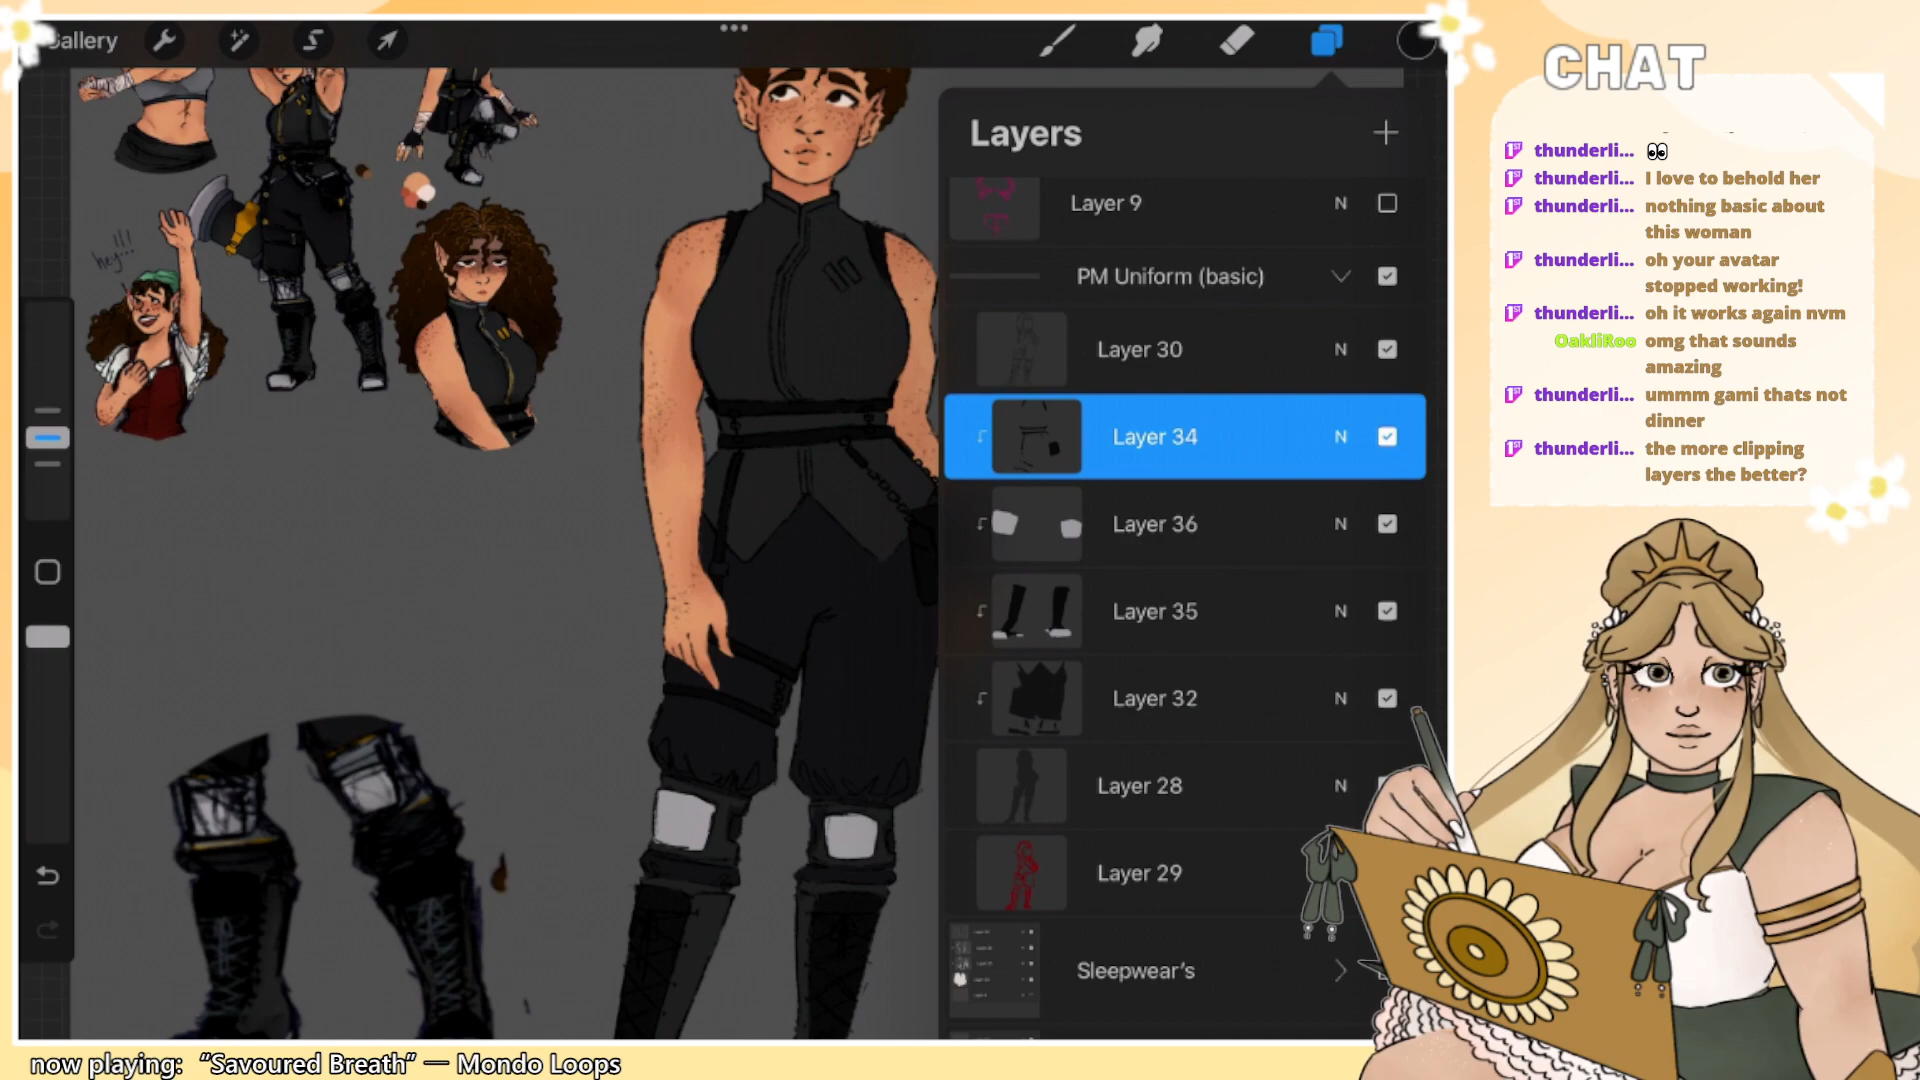 Gallery
Layers
Layer 9
N
PM Uniform (basic)
Layer 30
N
Layer 34
N
Layer 36
N
Layer 35
N
Layer 32
N
Layer 28
N
Layer 29
Sleepwear's
hey!!!
CHAT
thunderli...
thunderli... I love to behold her
thunderli... nothing basic about
this woman
thunderli... oh your avatar
stopped working!
thunderli... oh it works again nvm
OakliRoo omg that sounds
amazing
thunderli... ummm gami thats not
dinner
thunderli... the more clipping
layers the better?
now playing: "Savoured Breath" — Mondo Loops